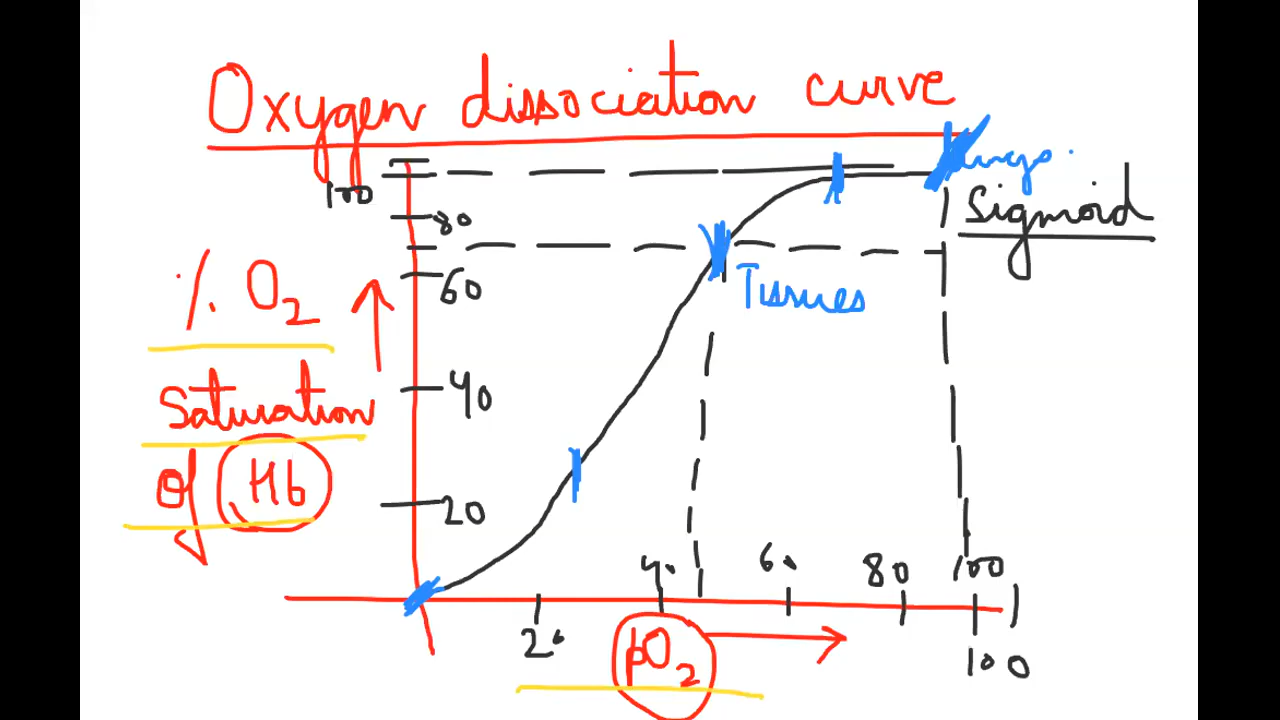 Oxygen dissociation curve
Lungs.
100
Sigmoid
80
% O2
60
Tissues
Saturation
40
of Hb
20
40
60
80
100
20
pO2
100